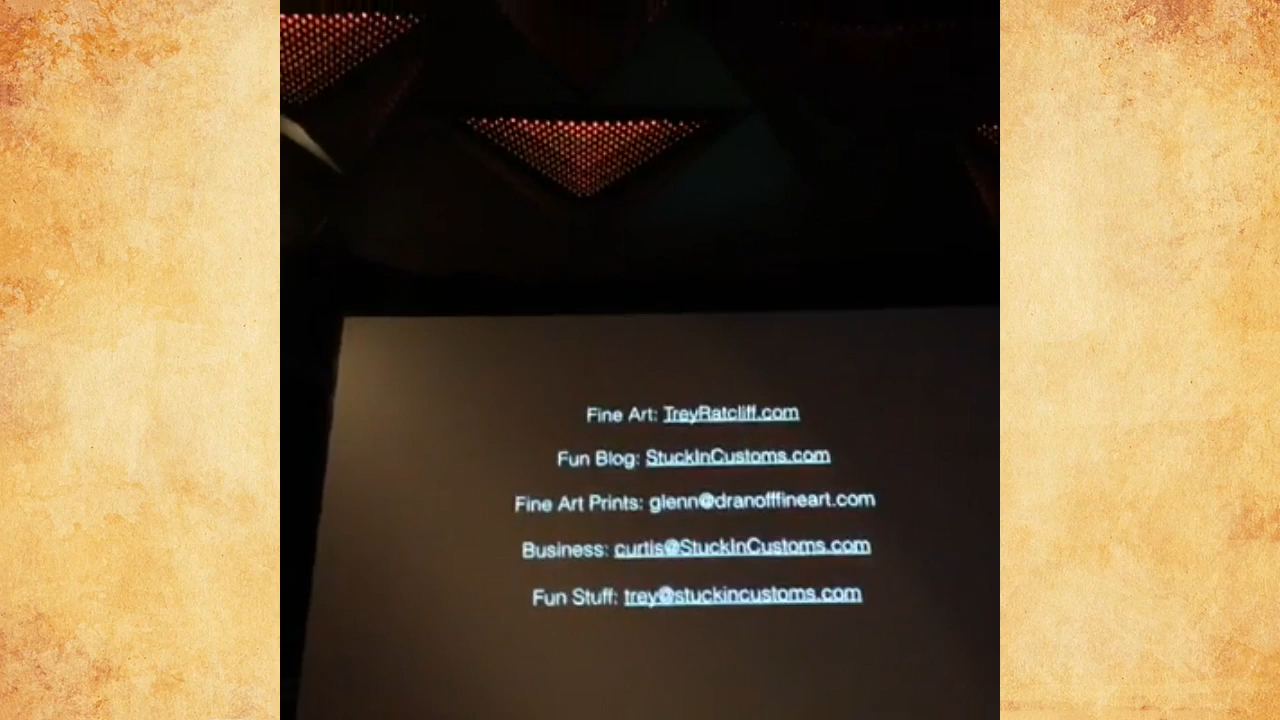 Fine Art: TreyRatcliff.com
Fun Blog: StuckInCustoms.com
Fine Art Prints: glenn@dranofffineart.com
Business: curtis@StuckInCustoms.com
Fun Stuff: trey@stuckincustoms.com